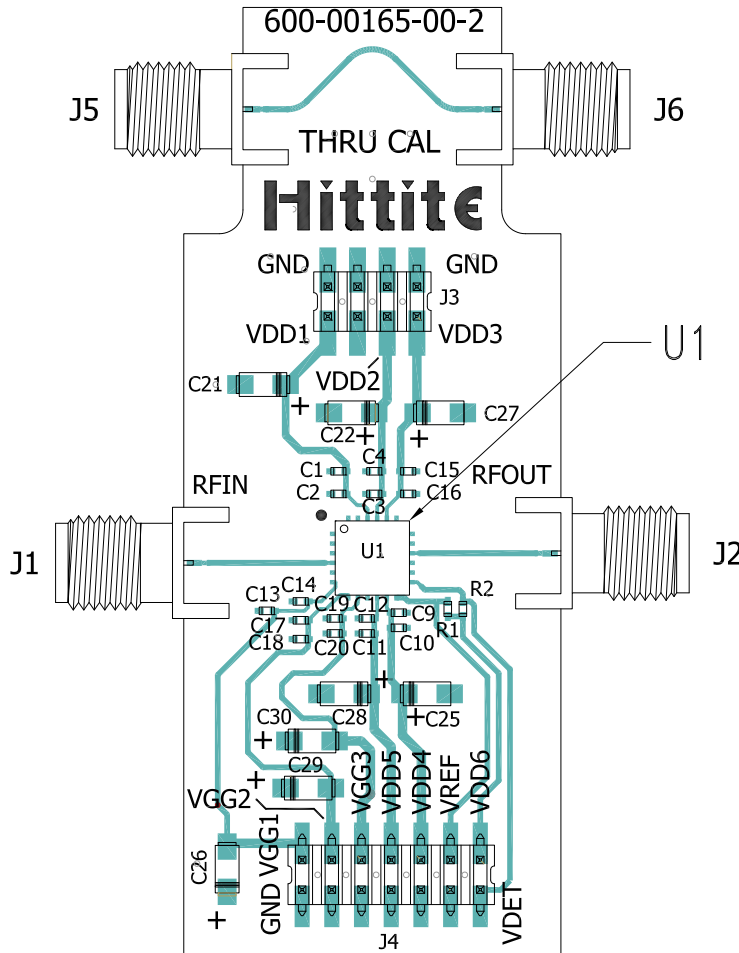 600-00165-00-2
J5
J6
THRU CAL
Hittite
GND
GND
J3
VDD1
VDD3
U1
VDD2
C21
C22
C27
C1
C4
C15
RFIN
RFOUT
C2
C3
C16
J1
U1
J2
C14
R2
C13
C19
C12
C9
C17
R1
C18
C20
C11
C10
C30
C28
C25
C29
VGG3
VDD5
VDD4
VREF
VDD6
VGG2
VGG1
C26
GND
VDET
J4